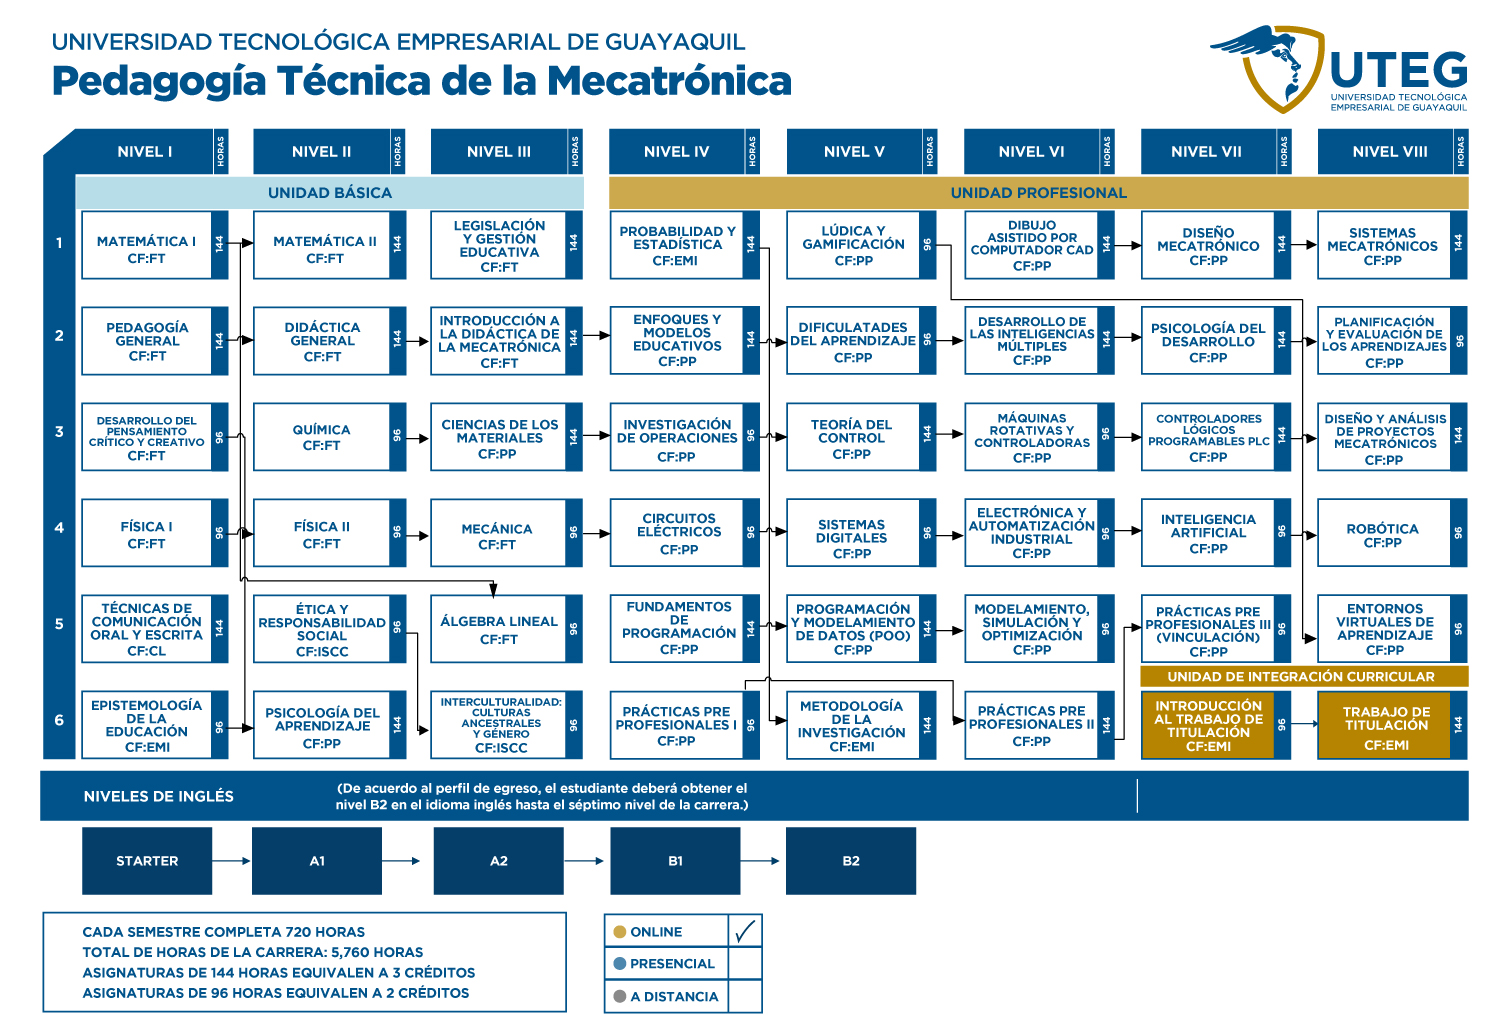 UNIVERSIDAD TECNOLÓGICA EMPRESARIAL DE GUAYAQUIL
Pedagogía Técnica de la Mecatrónica
UTEG
UNIVERSIDAD TECNOLÓGICA
EMPRESARIAL DE GUAYAQUIL
NIVEL I
HORAS
NIVEL II
HORAS
NIVEL III
HORAS
NIVEL IV
HORAS
NIVEL V
HORAS
NIVEL VI
HORAS
NIVEL VII
HORAS
NIVEL VIII
HORAS
UNIDAD BÁSICA
UNIDAD PROFESIONAL
1
MATEMÁTICA I
CF:FT
144
MATEMÁTICA II
CF:FT
144
LEGISLACIÓN
Y GESTIÓN
EDUCATIVA
CF:FT
144
PROBABILIDAD Y
ESTADÍSTICA
CF:EMI
144
LÚDICA Y
GAMIFICACIÓN
CF:PP
96
DIBUJO
ASISTIDO POR
COMPUTADOR CAD
CF:PP
144
DISEÑO
MECATRÓNICO
CF:PP
144
SISTEMAS
MECATRÓNICOS
CF:PP
144
2
PEDAGOGÍA
GENERAL
CF:FT
144
DIDÁCTICA
GENERAL
CF:FT
144
INTRODUCCIÓN A
LA DIDÁCTICA DE
LA MECATRÓNICA
CF:FT
144
ENFOQUES Y
MODELOS
EDUCATIVOS
CF:PP
144
DIFICULATADES
DEL APRENDIZAJE
CF:PP
96
DESARROLLO DE
LAS INTELIGENCIAS
MÚLTIPLES
CF:PP
144
PSICOLOGÍA DEL
DESARROLLO
CF:PP
144
PLANIFICACIÓN
Y EVALUACIÓN DE
LOS APRENDIZAJES
CF:PP
96
3
DESARROLLO DEL
PENSAMIENTO
CRÍTICO Y CREATIVO
CF:FT
96
QUÍMICA
CF:FT
96
CIENCIAS DE LOS
MATERIALES
CF:PP
144
INVESTIGACIÓN
DE OPERACIONES
CF:PP
96
TEORÍA DEL
CONTROL
CF:PP
144
MÁQUINAS
ROTATIVAS Y
CONTROLADORAS
CF:PP
96
CONTROLADORES
LÓGICOS
PROGRAMABLES PLC
CF:PP
144
DISEÑO Y ANÁLISIS
DE PROYECTOS
MECATRÓNICOS
CF:PP
144
4
FÍSICA I
CF:FT
96
FÍSICA II
CF:FT
96
MECÁNICA
CF:FT
96
CIRCUITOS
ELÉCTRICOS
CF:PP
96
SISTEMAS
DIGITALES
CF:PP
96
ELECTRÓNICA Y
AUTOMATIZACIÓN
INDUSTRIAL
CF:PP
144
INTELIGENCIA
ARTIFICIAL
CF:PP
96
ROBÓTICA
CF:PP
96
5
TÉCNICAS DE
COMUNICACIÓN
ORAL Y ESCRITA
CF:CL
144
ÉTICA Y
RESPONSABILIDAD
SOCIAL
CF:ISCC
96
ÁLGEBRA LINEAL
CF:FT
96
FUNDAMENTOS
DE
PROGRAMACIÓN
CF:PP
144
PROGRAMACIÓN
Y MODELAMIENTO
DE DATOS (POO)
CF:PP
144
MODELAMIENTO,
SIMULACIÓN Y
OPTIMIZACIÓN
CF:PP
96
PRÁCTICAS PRE
PROFESIONALES III
(VINCULACIÓN)
CF:PP
96
ENTORNOS
VIRTUALES DE
APRENDIZAJE
CF:PP
96
UNIDAD DE INTEGRACIÓN CURRICULAR
6
EPISTEMOLOGÍA
DE LA
EDUCACIÓN
CF:EMI
96
PSICOLOGÍA DEL
APRENDIZAJE
CF:PP
144
INTERCULTURALIDAD:
CULTURAS
ANCESTRALES
Y GÉNERO
CF:ISCC
96
PRÁCTICAS PRE
PROFESIONALES I
CF:PP
96
METODOLOGÍA
DE LA
INVESTIGACIÓN
CF:EMI
144
PRÁCTICAS PRE
PROFESIONALES II
CF:PP
144
INTRODUCCIÓN
AL TRABAJO DE
TITULACIÓN
CF:EMI
96
TRABAJO DE
TITULACIÓN
CF:EMI
144
NIVELES DE INGLÉS
(De acuerdo al perfil de egreso, el estudiante deberá obtener el
nivel B2 en el idioma inglés hasta el séptimo nivel de la carrera.)
STARTER
A1
A2
B1
B2
CADA SEMESTRE COMPLETA 720 HORAS
TOTAL DE HORAS DE LA CARRERA: 5,760 HORAS
ASIGNATURAS DE 144 HORAS EQUIVALEN A 3 CRÉDITOS
ASIGNATURAS DE 96 HORAS EQUIVALEN A 2 CRÉDITOS
ONLINE
PRESENCIAL
A DISTANCIA